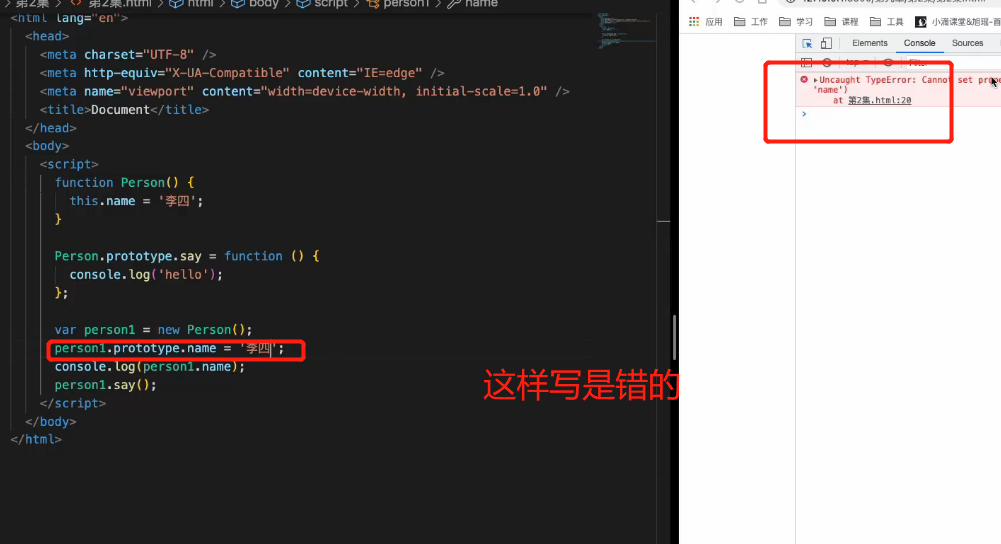 第2集 > 第2集.html > html > body > script > person1 > name
<html lang="en">
<head>
<meta charset="UTF-8" />
<meta http-equiv="X-UA-Compatible" content="IE=edge" />
<meta name="viewport" content="width=device-width, initial-scale=1.0" />
<title>Document</title>
</head>
<body>
<script>
function Person() {
this.name = '李四';
}
Person.prototype.say = function () {
console.log('hello');
};
var person1 = new Person();
person1.prototype.name = '李四';
console.log(person1.name);
person1.say();
</script>
</body>
</html>
这样写是错的
应用 工作 学习 课程 工具 小滴课堂&旭瑶-首
Elements Console Sources
top
Uncaught TypeError: Cannot set prope
'name')
at 第2集.html:20
>